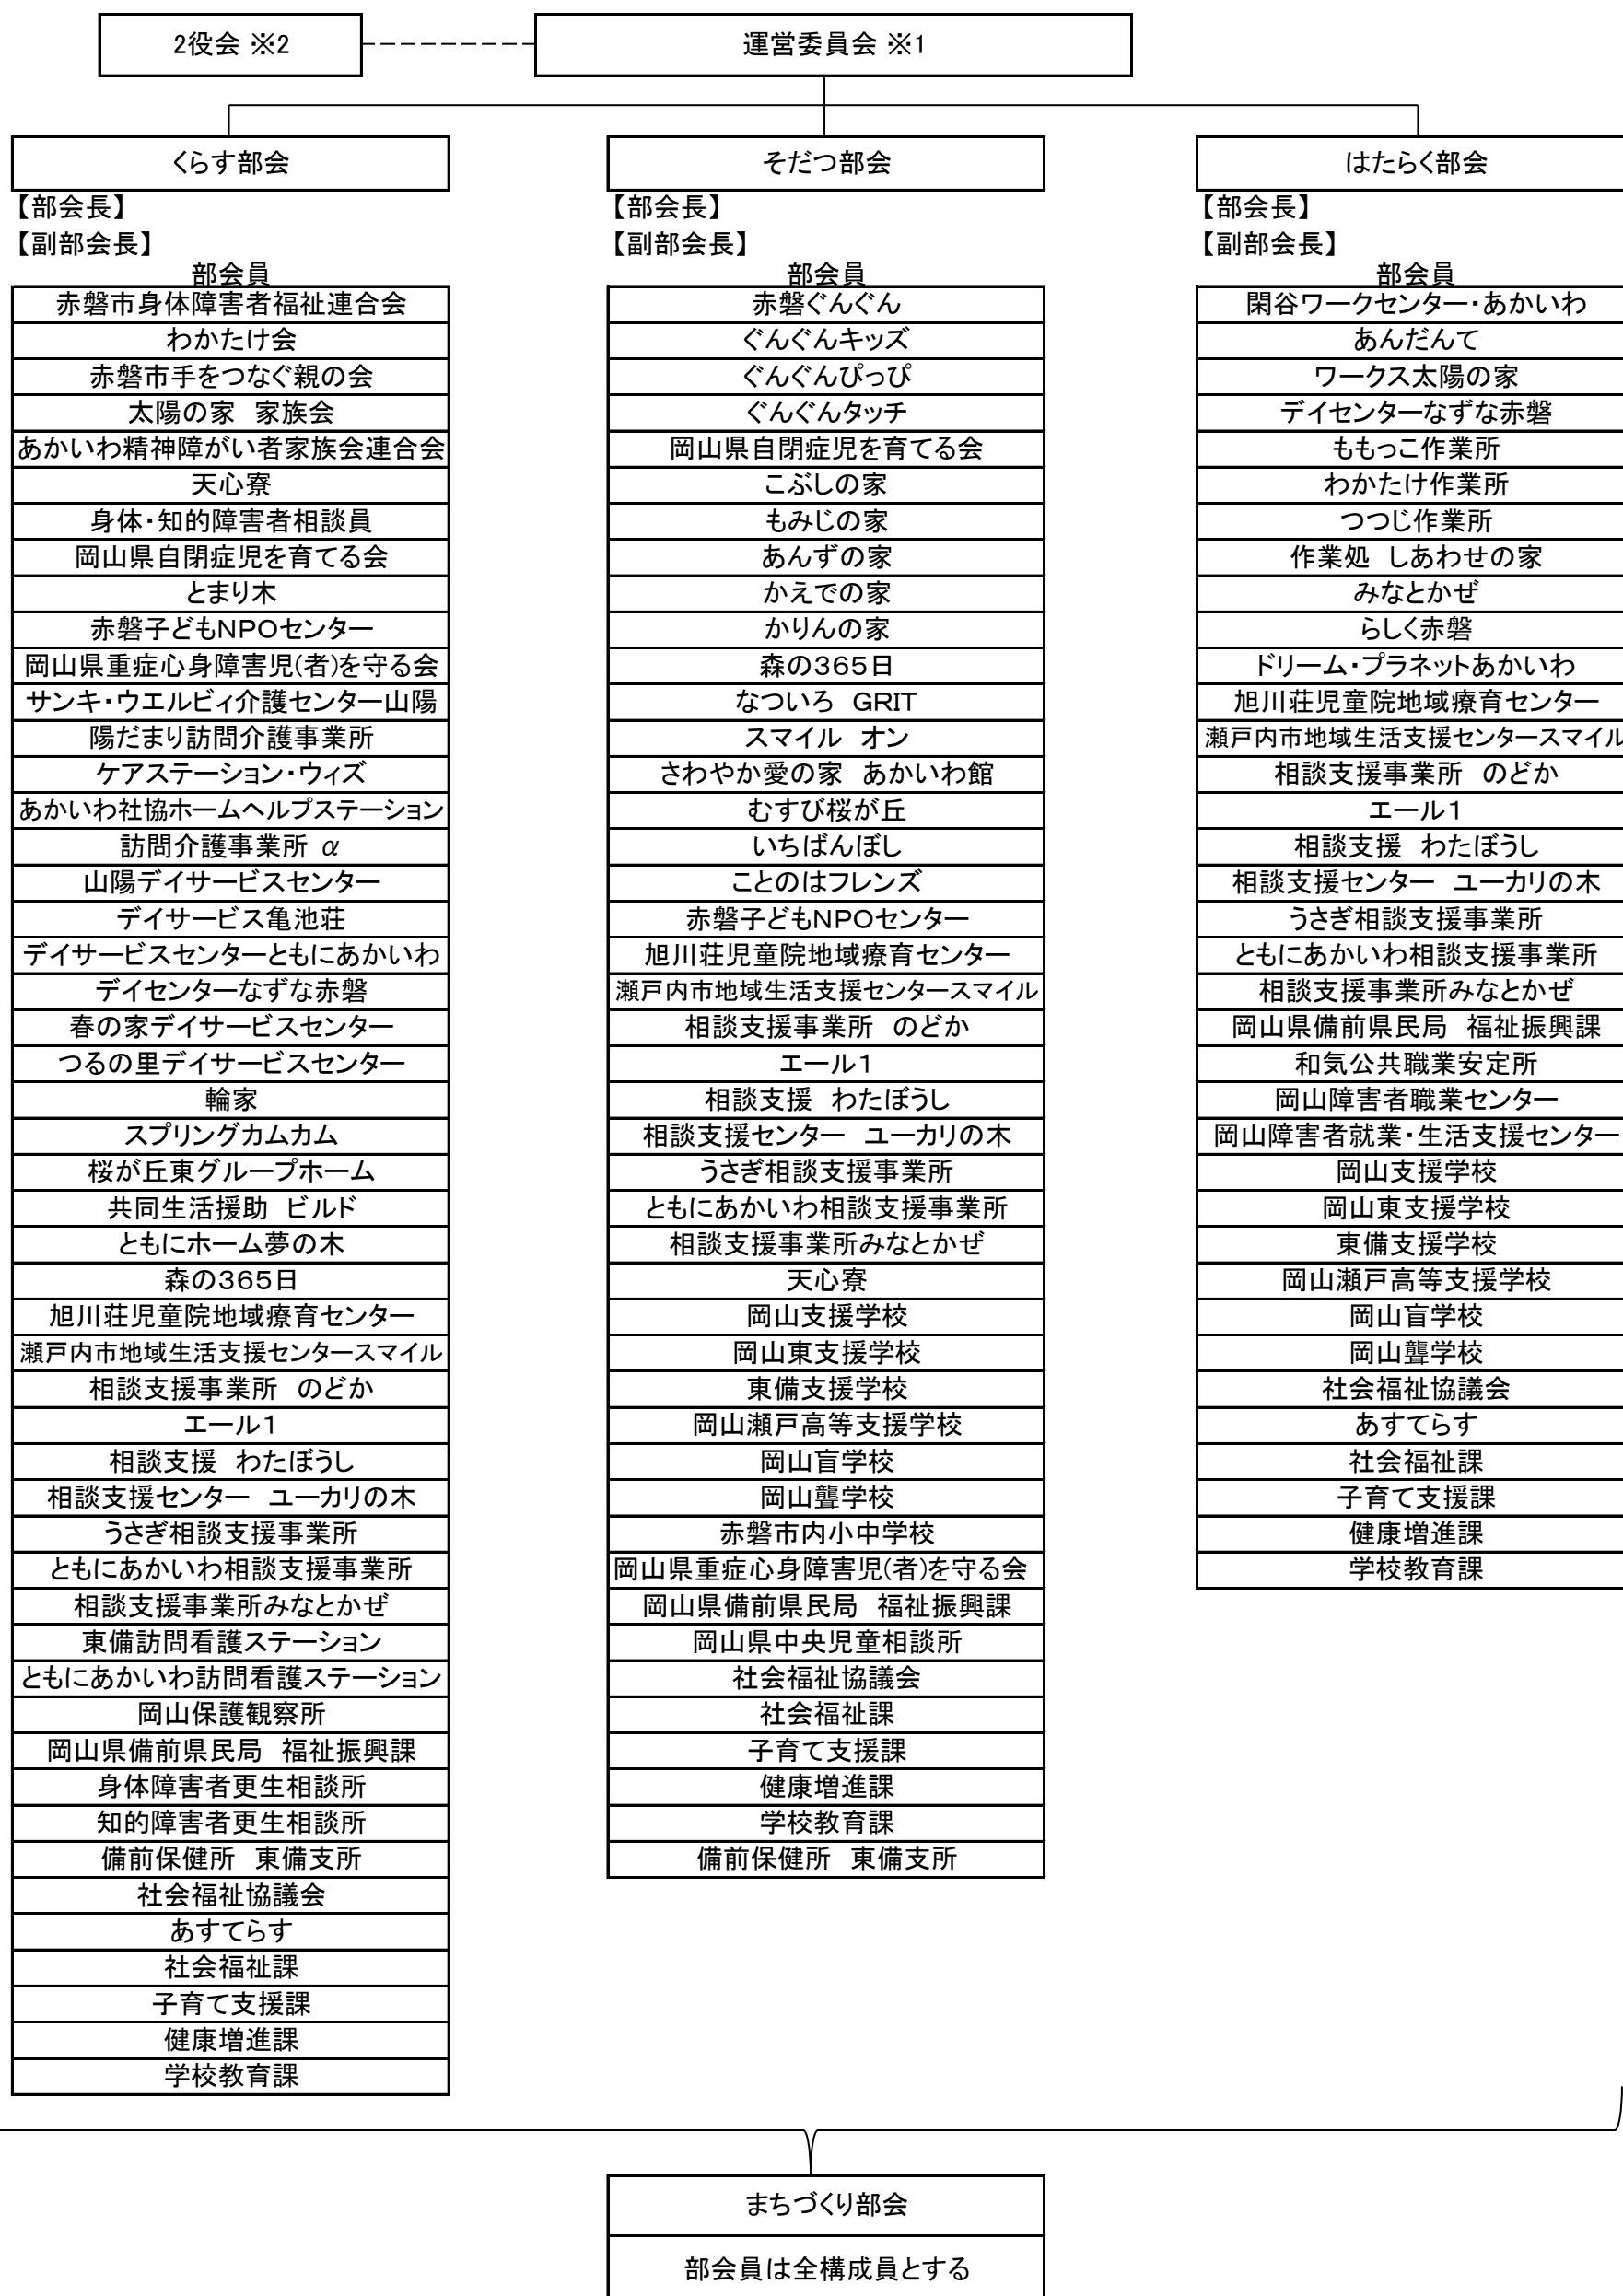 2役会 ※2
運営委員会 ※1
くらす部会
【部会長】
【副部会長】
部会員
赤磐市身体障害者福祉連合会
わかたけ会
赤磐市手をつなぐ親の会
太陽の家　家族会
あかいわ精神障がい者家族会連合会
天心寮
身体・知的障害者相談員
岡山県自閉症児を育てる会
とまり木
赤磐子どもNPOセンター
岡山県重症心身障害児(者)を守る会
サンキ・ウエルビィ介護センター山陽
陽だまり訪問介護事業所
ケアステーション・ウィズ
あかいわ社協ホームヘルプステーション
訪問介護事業所 α
山陽デイサービスセンター
デイサービス亀池荘
デイサービスセンターともにあかいわ
デイセンターなずな赤磐
春の家デイサービスセンター
つるの里デイサービスセンター
輪家
スプリングカムカム
桜が丘東グループホーム
共同生活援助　ビルド
ともにホーム夢の木
森の365日
旭川荘児童院地域療育センター
瀬戸内市地域生活支援センタースマイル
相談支援事業所　のどか
エール1
相談支援　わたぼうし
相談支援センター　ユーカリの木
うさぎ相談支援事業所
ともにあかいわ相談支援事業所
相談支援事業所みなとかぜ
東備訪問看護ステーション
ともにあかいわ訪問看護ステーション
岡山保護観察所
岡山県備前県民局　福祉振興課
身体障害者更生相談所
知的障害者更生相談所
備前保健所　東備支所
社会福祉協議会
あすてらす
社会福祉課
子育て支援課
健康増進課
学校教育課
そだつ部会
【部会長】
【副部会長】
部会員
赤磐ぐんぐん
ぐんぐんキッズ
ぐんぐんぴっぴ
ぐんぐんタッチ
岡山県自閉症児を育てる会
こぶしの家
もみじの家
あんずの家
かえでの家
かりんの家
森の365日
なついろ　GRIT
スマイル　オン
さわやか愛の家　あかいわ館
むすび桜が丘
いちばんぼし
ことのはフレンズ
赤磐子どもNPOセンター
旭川荘児童院地域療育センター
瀬戸内市地域生活支援センタースマイル
相談支援事業所　のどか
エール1
相談支援　わたぼうし
相談支援センター　ユーカリの木
うさぎ相談支援事業所
ともにあかいわ相談支援事業所
相談支援事業所みなとかぜ
天心寮
岡山支援学校
岡山東支援学校
東備支援学校
岡山瀬戸高等支援学校
岡山盲学校
岡山聾学校
赤磐市内小中学校
岡山県重症心身障害児(者)を守る会
岡山県備前県民局　福祉振興課
岡山県中央児童相談所
社会福祉協議会
社会福祉課
子育て支援課
健康増進課
学校教育課
備前保健所　東備支所
はたらく部会
【部会長】
【副部会長】
部会員
閑谷ワークセンター・あかいわ
あんだんて
ワークス太陽の家
デイセンターなずな赤磐
ももっこ作業所
わかたけ作業所
つつじ作業所
作業処　しあわせの家
みなとかぜ
らしく赤磐
ドリーム・プラネットあかいわ
旭川荘児童院地域療育センター
瀬戸内市地域生活支援センタースマイル
相談支援事業所　のどか
エール1
相談支援　わたぼうし
相談支援センター　ユーカリの木
うさぎ相談支援事業所
ともにあかいわ相談支援事業所
相談支援事業所みなとかぜ
岡山県備前県民局　福祉振興課
和気公共職業安定所
岡山障害者職業センター
岡山障害者就業・生活支援センター
岡山支援学校
岡山東支援学校
東備支援学校
岡山瀬戸高等支援学校
岡山盲学校
岡山聾学校
社会福祉協議会
あすてらす
社会福祉課
子育て支援課
健康増進課
学校教育課
まちづくり部会
部会員は全構成員とする